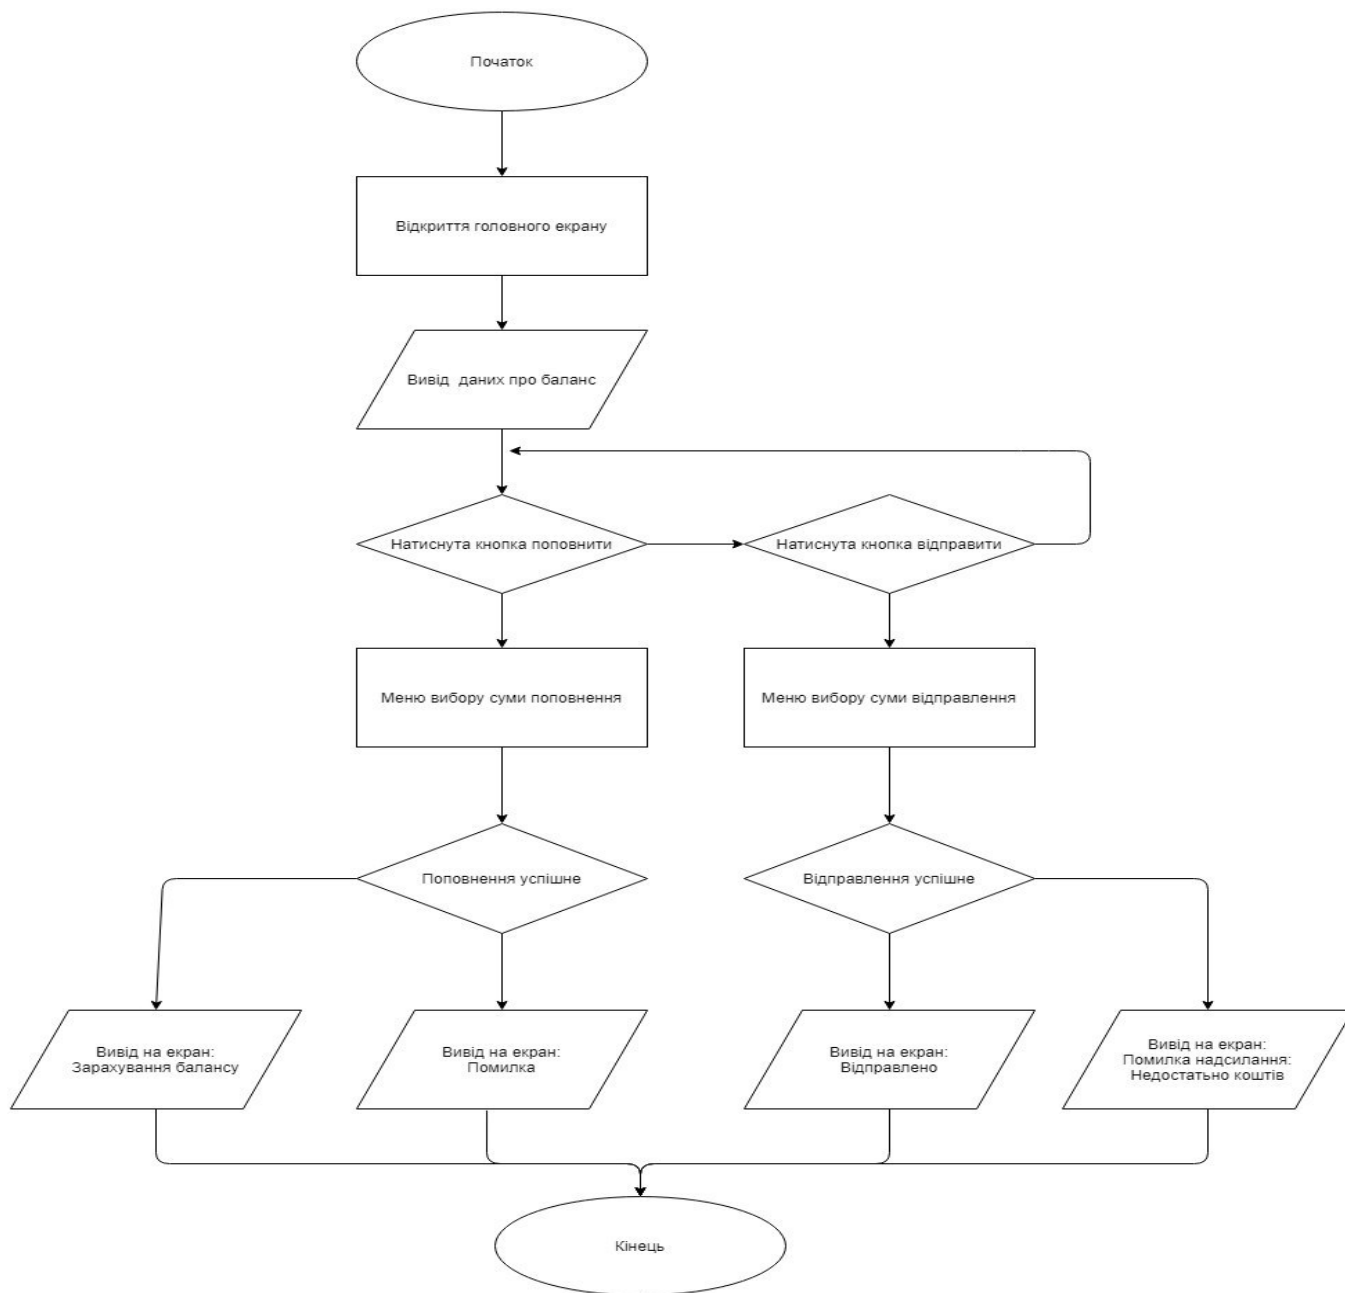 Початок
Відкриття головного екрану
Вивід даних про баланс
Натиснута кнопка поповнити
Натиснута кнопка відправити
Меню вибору суми поповнення
Меню вибору суми відправлення
Поповнення успішне
Відправлення успішне
Вивід на екран:
Зарахування балансу
Вивід на екран:
Помилка
Вивід на екран:
Відправлено
Вивід на екран:
Помилка надсилання:
Недостатьно коштів
Кінець